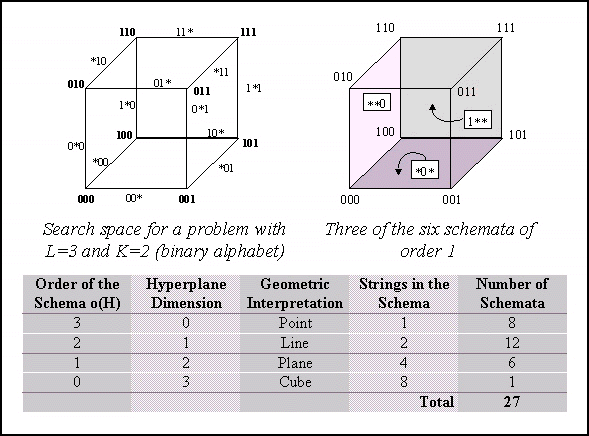 110 11* 111
*10 *11
010 01* 011 1*1
1*0 0*1
100 10* 101
0*0
*00 *01
000 00* 001
110 111
010 011
**0 1**
100 101
*0*
000 001
Search space for a problem with
L=3 and K=2 (binary alphabet)
Three of the six schemata of
order 1
Order of the Schema o(H) Hyperplane Dimension Geometric Interpretation Strings in the Schema Number of Schemata
3 0 Point 1 8
2 1 Line 2 12
1 2 Plane 4 6
0 3 Cube 8 1
Total 27